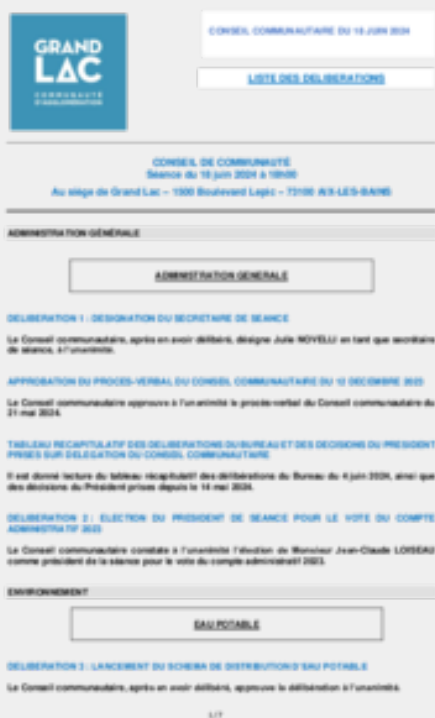 GRAND
LAC
COMMUNAUTÉ
D'AGGLOMÉRATION
CONSEIL COMMUNAUTAIRE DU 18 JUIN 2024
LISTE DES DELIBERATIONS
CONSEIL DE COMMUNAUTÉ
Séance du 18 juin 2024 à 18h00
Au siège de Grand Lac – 1500 Boulevard Lepic – 73100 AIX-LES-BAINS
ADMINISTRATION GÉNÉRALE
ADMINISTRATION GENERALE
DELIBERATION 1 : DESIGNATION DU SECRETAIRE DE SEANCE
Le Conseil communautaire, après en avoir délibéré, désigne Julie NOVELLI en tant que secrétaire
de séance, à l'unanimité.
APPROBATION DU PROCES-VERBAL DU CONSEIL COMMUNAUTAIRE DU 12 DECEMBRE 2023
Le Conseil communautaire approuve à l'unanimité le procès-verbal du Conseil communautaire du
21 mai 2024.
TABLEAU RECAPITULATIF DES DELIBERATIONS DU BUREAU ET DES DECISIONS DU PRESIDENT
PRISES SUR DELEGATION DU CONSEIL COMMUNAUTAIRE
Il est donné lecture du tableau récapitulatif des délibérations du Bureau du 4 juin 2024, ainsi que
des décisions du Président prises depuis le 14 mai 2024.
DELIBERATION 2 : ELECTION DU PRESIDENT DE SEANCE POUR LE VOTE DU COMPTE
ADMINISTRATIF 2023
Le Conseil communautaire constate à l'unanimité l'élection de Monsieur Jean-Claude LOISEAU
comme président de la séance pour le vote du compte administratif 2023.
ENVIRONNEMENT
EAU POTABLE
DELIBERATION 3 : LANCEMENT DU SCHEMA DE DISTRIBUTION D'EAU POTABLE
Le Conseil communautaire, après en avoir délibéré, approuve la délibération à l'unanimité.
1/7